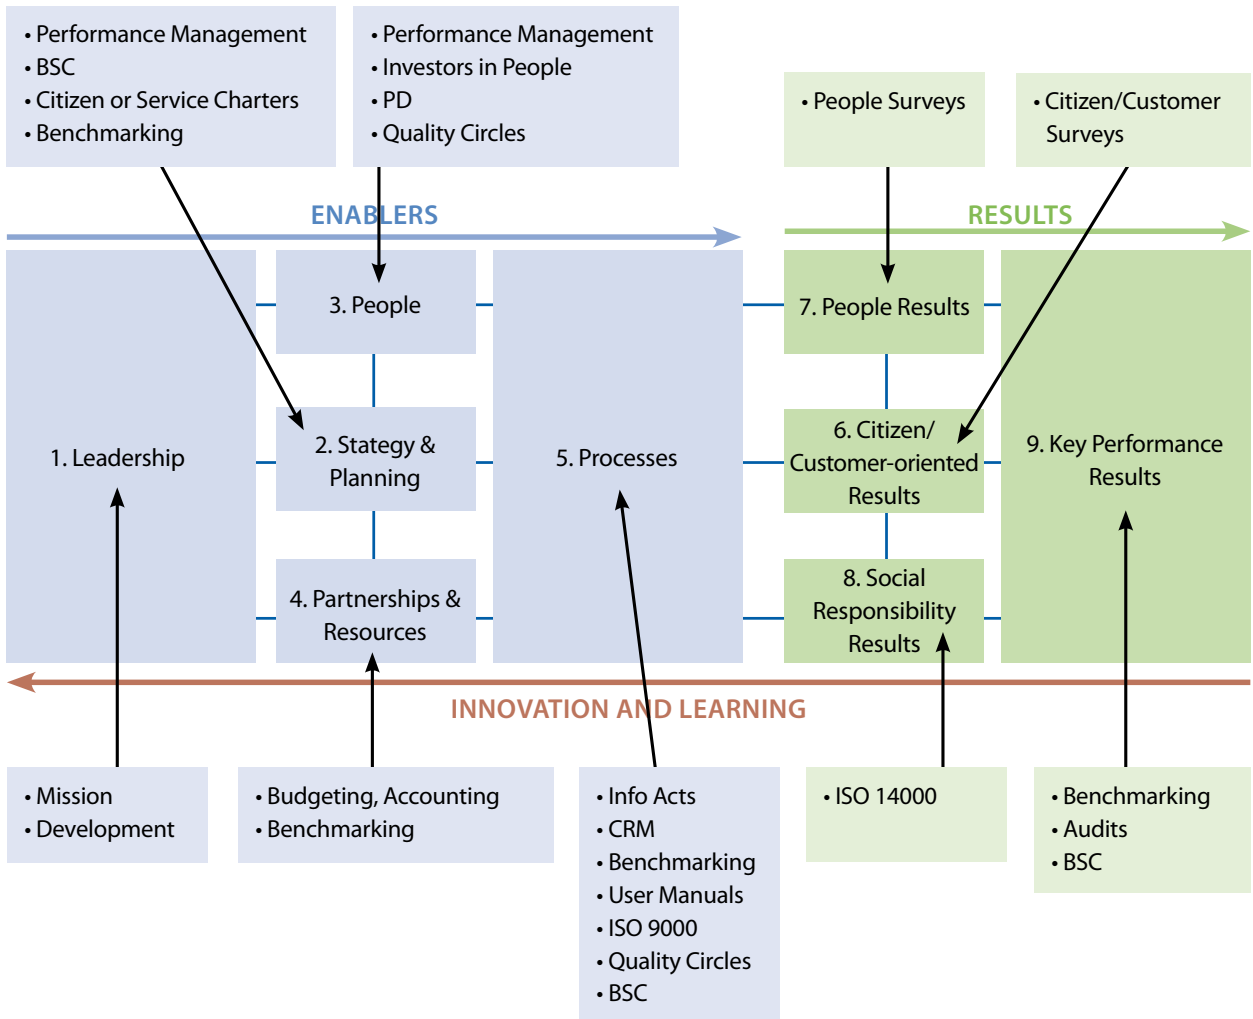 • Performance Management
• BSC
• Citizen or Service Charters
• Benchmarking
• Performance Management
• Investors in People
• PD
• Quality Circles
• People Surveys
• Citizen/Customer
Surveys
ENABLERS
RESULTS
1. Leadership
3. People
2. Stategy &
Planning
4. Partnerships &
Resources
5. Processes
7. People Results
6. Citizen/
Customer-oriented
Results
8. Social
Responsibility
Results
9. Key Performance
Results
INNOVATION AND LEARNING
• Mission
• Development
• Budgeting, Accounting
• Benchmarking
• Info Acts
• CRM
• Benchmarking
• User Manuals
• ISO 9000
• Quality Circles
• BSC
• ISO 14000
• Benchmarking
• Audits
• BSC